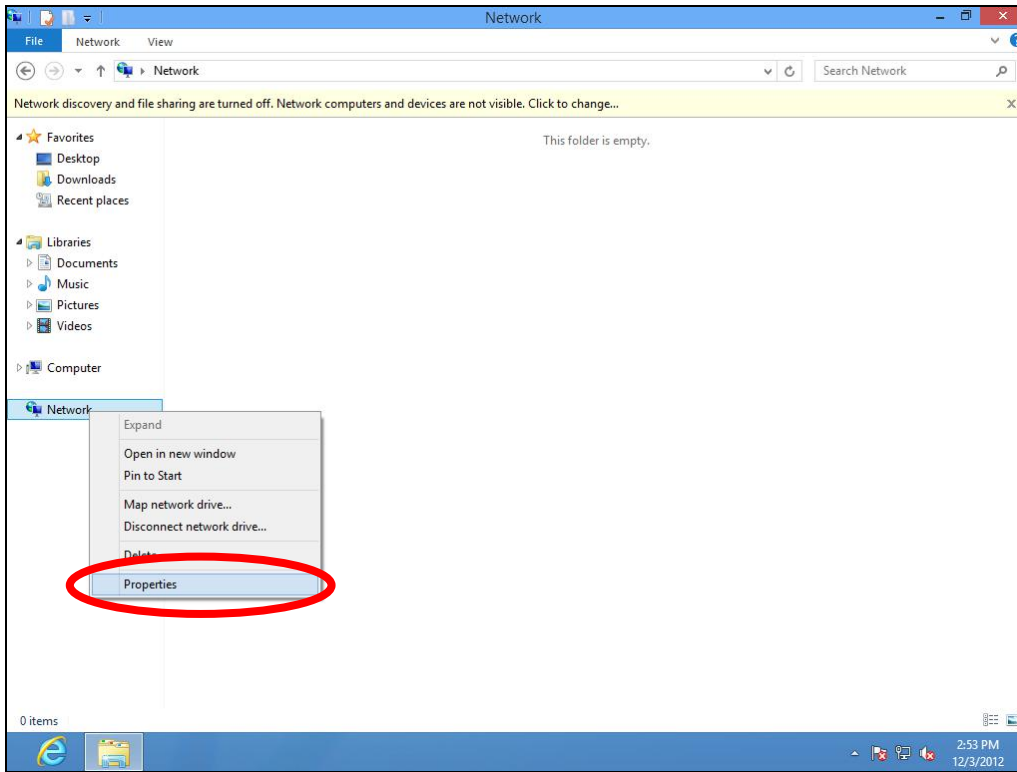 Network
File Network View
Network
Search Network
Network discovery and file sharing are turned off. Network computers and devices are not visible. Click to change...
This folder is empty.
Favorites
Desktop
Downloads
Recent places
Libraries
Documents
Music
Pictures
Videos
Computer
Network
Expand
Open in new window
Pin to Start
Map network drive...
Disconnect network drive...
Delete
Properties
0 items
2:53 PM
12/3/2012